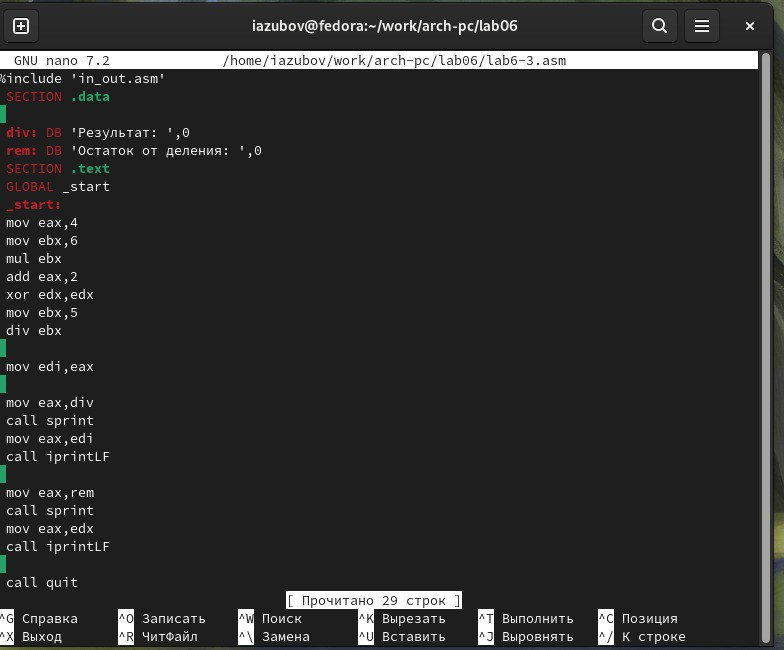 iazubov@fedora:~/work/arch-pc/lab06
GNU nano 7.2 /home/iazubov/work/arch-pc/lab06/lab6-3.asm
%include 'in_out.asm'
SECTION .data
div: DB 'Результат: ',0
rem: DB 'Остаток от деления: ',0
SECTION .text
GLOBAL _start
_start:
mov eax,4
mov ebx,6
mul ebx
add eax,2
xor edx,edx
mov ebx,5
div ebx
mov edi,eax
mov eax,div
call sprint
mov eax,edi
call iprintLF
mov eax,rem
call sprint
mov eax,edx
call iprintLF
call quit
[ Прочитано 29 строк ]
^G Справка ^O Записать ^W Поиск ^K Вырезать ^T Выполнить ^C Позиция
^X Выход ^R ЧитФайл ^\ Замена ^U Вставить ^J Выровнять ^/ К строке